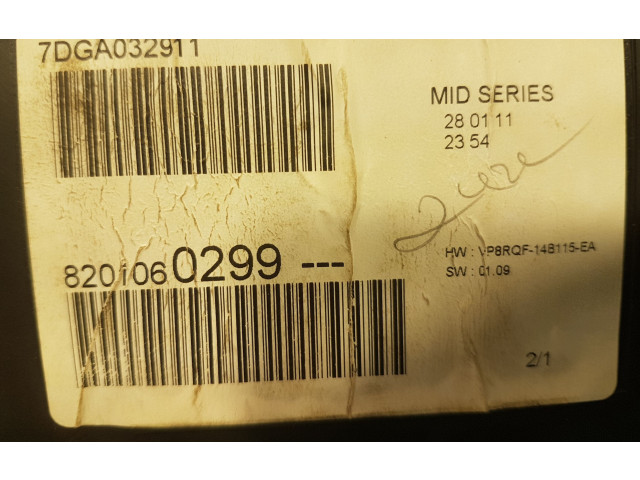 7DGA032911
MID SERIES
28 01 11
23 54
HW : VP8RQF-14B115-EA
SW : 01.09
8201060299 ---
2/1